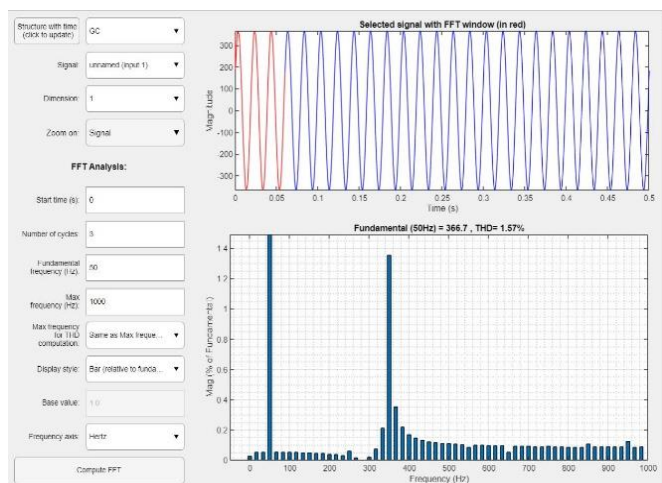 Structure with time
(click to update)
GC
Signal:
unnamed (input 1)
Dimension:
1
Zoom on:
Signal
FFT Analysis:
Start time (s):
0
Number of cycles:
Fundamental
frequency (Hz):
50
Max
frequency (Hz):
1000
Max frequency
for THD
computation:
Same as Max freque...
Display style:
Bar (relative to funda...
Base value:
1.0
Frequency axis:
Hertz
Compute FFT
Selected signal with FFT window (in red)
300
200
100
0
-100
-200
-300
Magnitude
0 0.05 0.1 0.15 0.2 0.25 0.3 0.35 0.4 0.45 0.5
Time (s)
Fundamental (50Hz) = 366.7 , THD= 1.57%
1.4
1.2
1
0.8
0.6
0.4
0.2
0
Mag (% of Fundamental)
0 100 200 300 400 500 600 700 800 900 1000
Frequency (Hz)